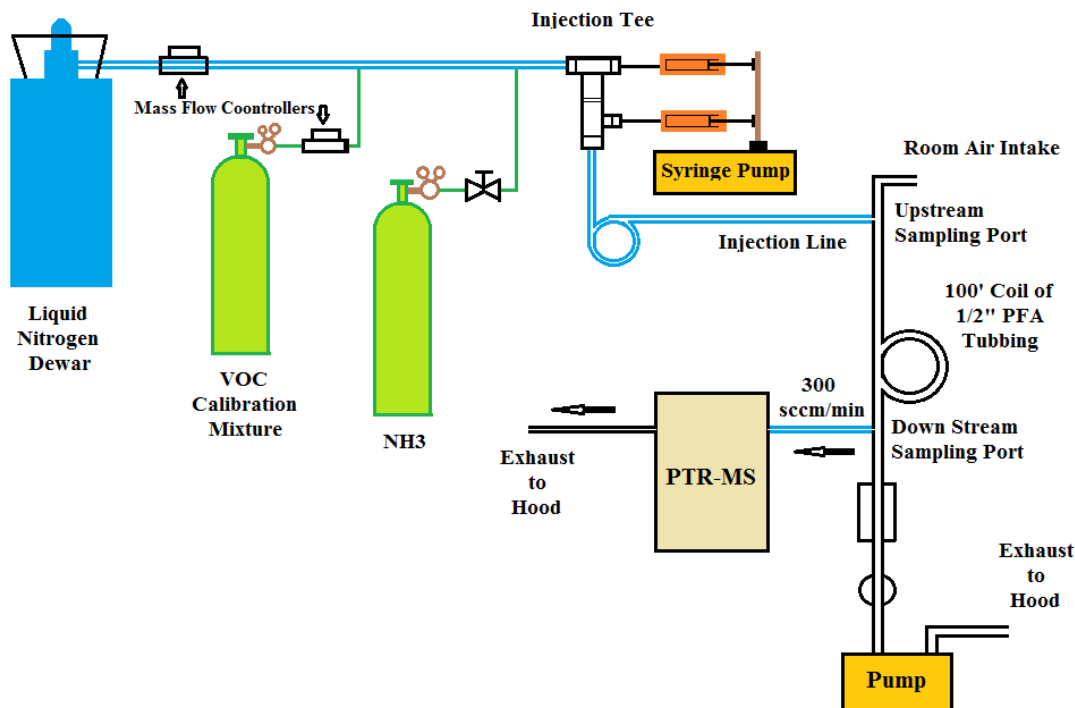 Injection Tee
Mass Flow Coontrollers
Syringe Pump
Room Air Intake
Upstream
Sampling Port
Injection Line
Liquid
Nitrogen
Dewar
100' Coil of
1/2" PFA
Tubbing
VOC
Calibration
Mixture
NH3
300
sccm/min
Down Stream
Sampling Port
Exhaust
to
Hood
PTR-MS
Exhaust
to
Hood
Pump